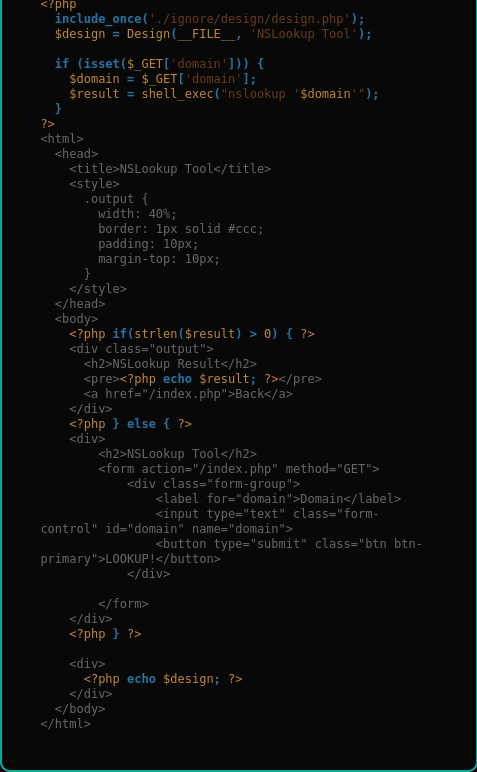 <?php
  include_once('./ignore/design/design.php');
  $design = Design(__FILE__, 'NSLookup Tool');

  if (isset($_GET['domain'])) {
    $domain = $_GET['domain'];
    $result = shell_exec("nslookup '$domain'");
  }
?>
<html>
  <head>
    <title>NSLookup Tool</title>
    <style>
      .output {
        width: 40%;
        border: 1px solid #ccc;
        padding: 10px;
        margin-top: 10px;
      }
    </style>
  </head>
  <body>
    <?php if(strlen($result) > 0) { ?>
    <div class="output">
      <h2>NSLookup Result</h2>
      <pre><?php echo $result; ?></pre>
      <a href="/index.php">Back</a>
    </div>
    <?php } else { ?>
    <div>
        <h2>NSLookup Tool</h2>
        <form action="/index.php" method="GET">
            <div class="form-group">
                <label for="domain">Domain</label>
                <input type="text" class="form-
control" id="domain" name="domain">
                <button type="submit" class="btn btn-
primary">LOOKUP!</button>
            </div>

        </form>
    </div>
    <?php } ?>

    <div>
      <?php echo $design; ?>
    </div>
  </body>
</html>